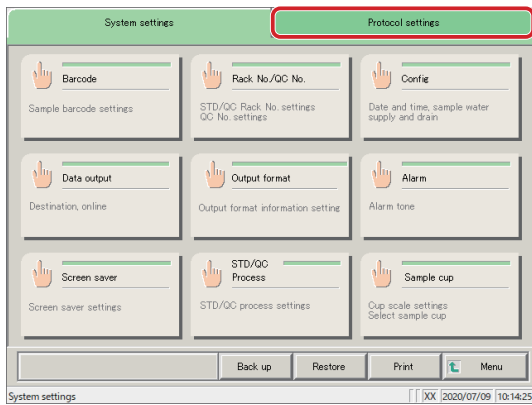 System settings
Protocol settings
Barcode
Sample barcode settings
Rack No./QC No.
STD/QC Rack No. settings
QC No. settings
Config
Date and time, sample water
supply and drain
Data output
Destination, online
Output format
Output format information setting
Alarm
Alarm tone
Screen saver
Screen saver settings
STD/QC
Process
STD/QC process settings
Sample cup
Cup scale settings
Select sample cup
Back up
Restore
Print
Menu
System settings
XX 2020/07/09 10:14:25